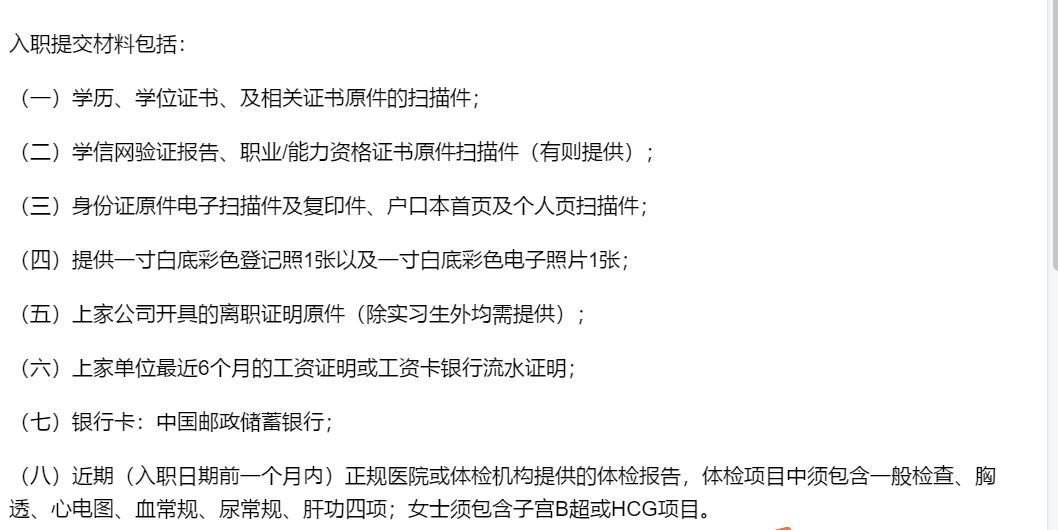 入职提交材料包括：
（一）学历、学位证书、及相关证书原件的扫描件；
（二）学信网验证报告、职业/能力资格证书原件扫描件（有则提供）；
（三）身份证原件电子扫描件及复印件、户口本首页及个人页扫描件；
（四）提供一寸白底彩色登记照1张以及一寸白底彩色电子照片1张；
（五）上家公司开具的离职证明原件（除实习生外均需提供）；
（六）上家单位最近6个月的工资证明或工资卡银行流水证明；
（七）银行卡：中国邮政储蓄银行；
（八）近期（入职日期前一个月内）正规医院或体检机构提供的体检报告，体检项目中须包含一般检查、胸
透、心电图、血常规、尿常规、肝功四项；女士须包含子宫B超或HCG项目。